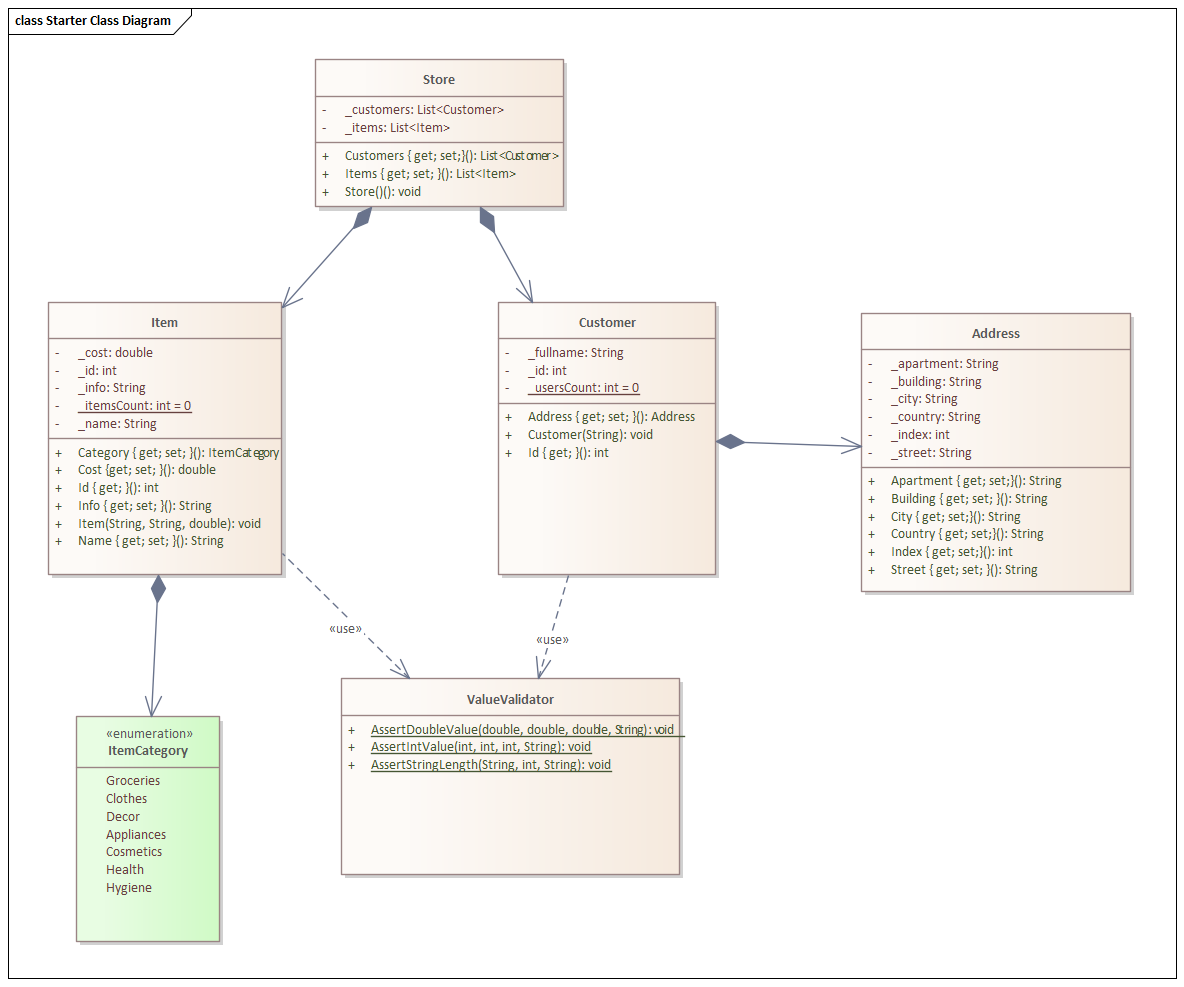 class Starter Class Diagram
Store
- _customers: List<Customer>
- _items: List<Item>
+ Customers { get; set;}(): List<Customer>
+ Items { get; set; }(): List<Item>
+ Store()(): void
Item
- _cost: double
- _id: int
- _info: String
- _itemsCount: int = 0
- _name: String
+ Category { get; set; }(): ItemCategory
+ Cost {get; set; }(): double
+ Id { get; }(): int
+ Info { get; set; }(): String
+ Item(String, String, double): void
+ Name { get; set; }(): String
Customer
- _fullname: String
- _id: int
- _usersCount: int = 0
+ Address { get; set; }(): Address
+ Customer(String): void
+ Id { get; }(): int
Address
- _apartment: String
- _building: String
- _city: String
- _country: String
- _index: int
- _street: String
+ Apartment { get; set;}(): String
+ Building { get; set; }(): String
+ City { get; set;}(): String
+ Country { get; set;}(): String
+ Index { get; set;}(): int
+ Street { get; set; }(): String
«use»
«use»
ValueValidator
+ AssertDoubleValue(double, double, double, String): void
+ AssertIntValue(int, int, int, String): void
+ AssertStringLength(String, int, String): void
«enumeration»
ItemCategory
Groceries
Clothes
Decor
Appliances
Cosmetics
Health
Hygiene